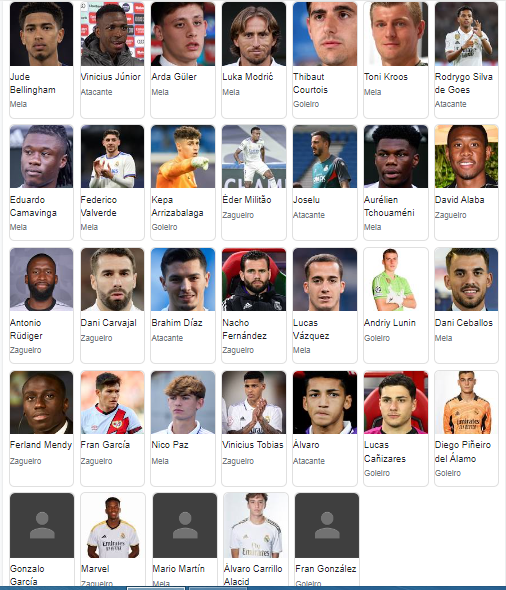 Jude
Bellingham
Meia
Vinicius Júnior
Atacante
Arda Güler
Meia
Luka Modrić
Meia
Thibaut
Courtois
Goleiro
Toni Kroos
Meia
Rodrygo Silva
de Goes
Atacante
Eduardo
Camavinga
Meia
Federico
Valverde
Meia
Kepa
Arrizabalaga
Goleiro
Éder Militão
Zagueiro
Joselu
Atacante
Aurélien
Tchouaméni
Meia
David Alaba
Zagueiro
Antonio
Rüdiger
Zagueiro
Dani Carvajal
Zagueiro
Brahim Díaz
Atacante
Nacho
Fernández
Zagueiro
Lucas
Vázquez
Meia
Andriy Lunin
Goleiro
Dani Ceballos
Meia
Ferland Mendy
Zagueiro
Fran García
Zagueiro
Nico Paz
Meia
Vinicius Tobias
Zagueiro
Álvaro
Atacante
Lucas
Cañizares
Goleiro
Diego Piñeiro
del Álamo
Goleiro
Gonzalo
García
Marvel
Zagueiro
Mario Martín
Meia
Álvaro Carrillo
Alacid
Fran González
Goleiro